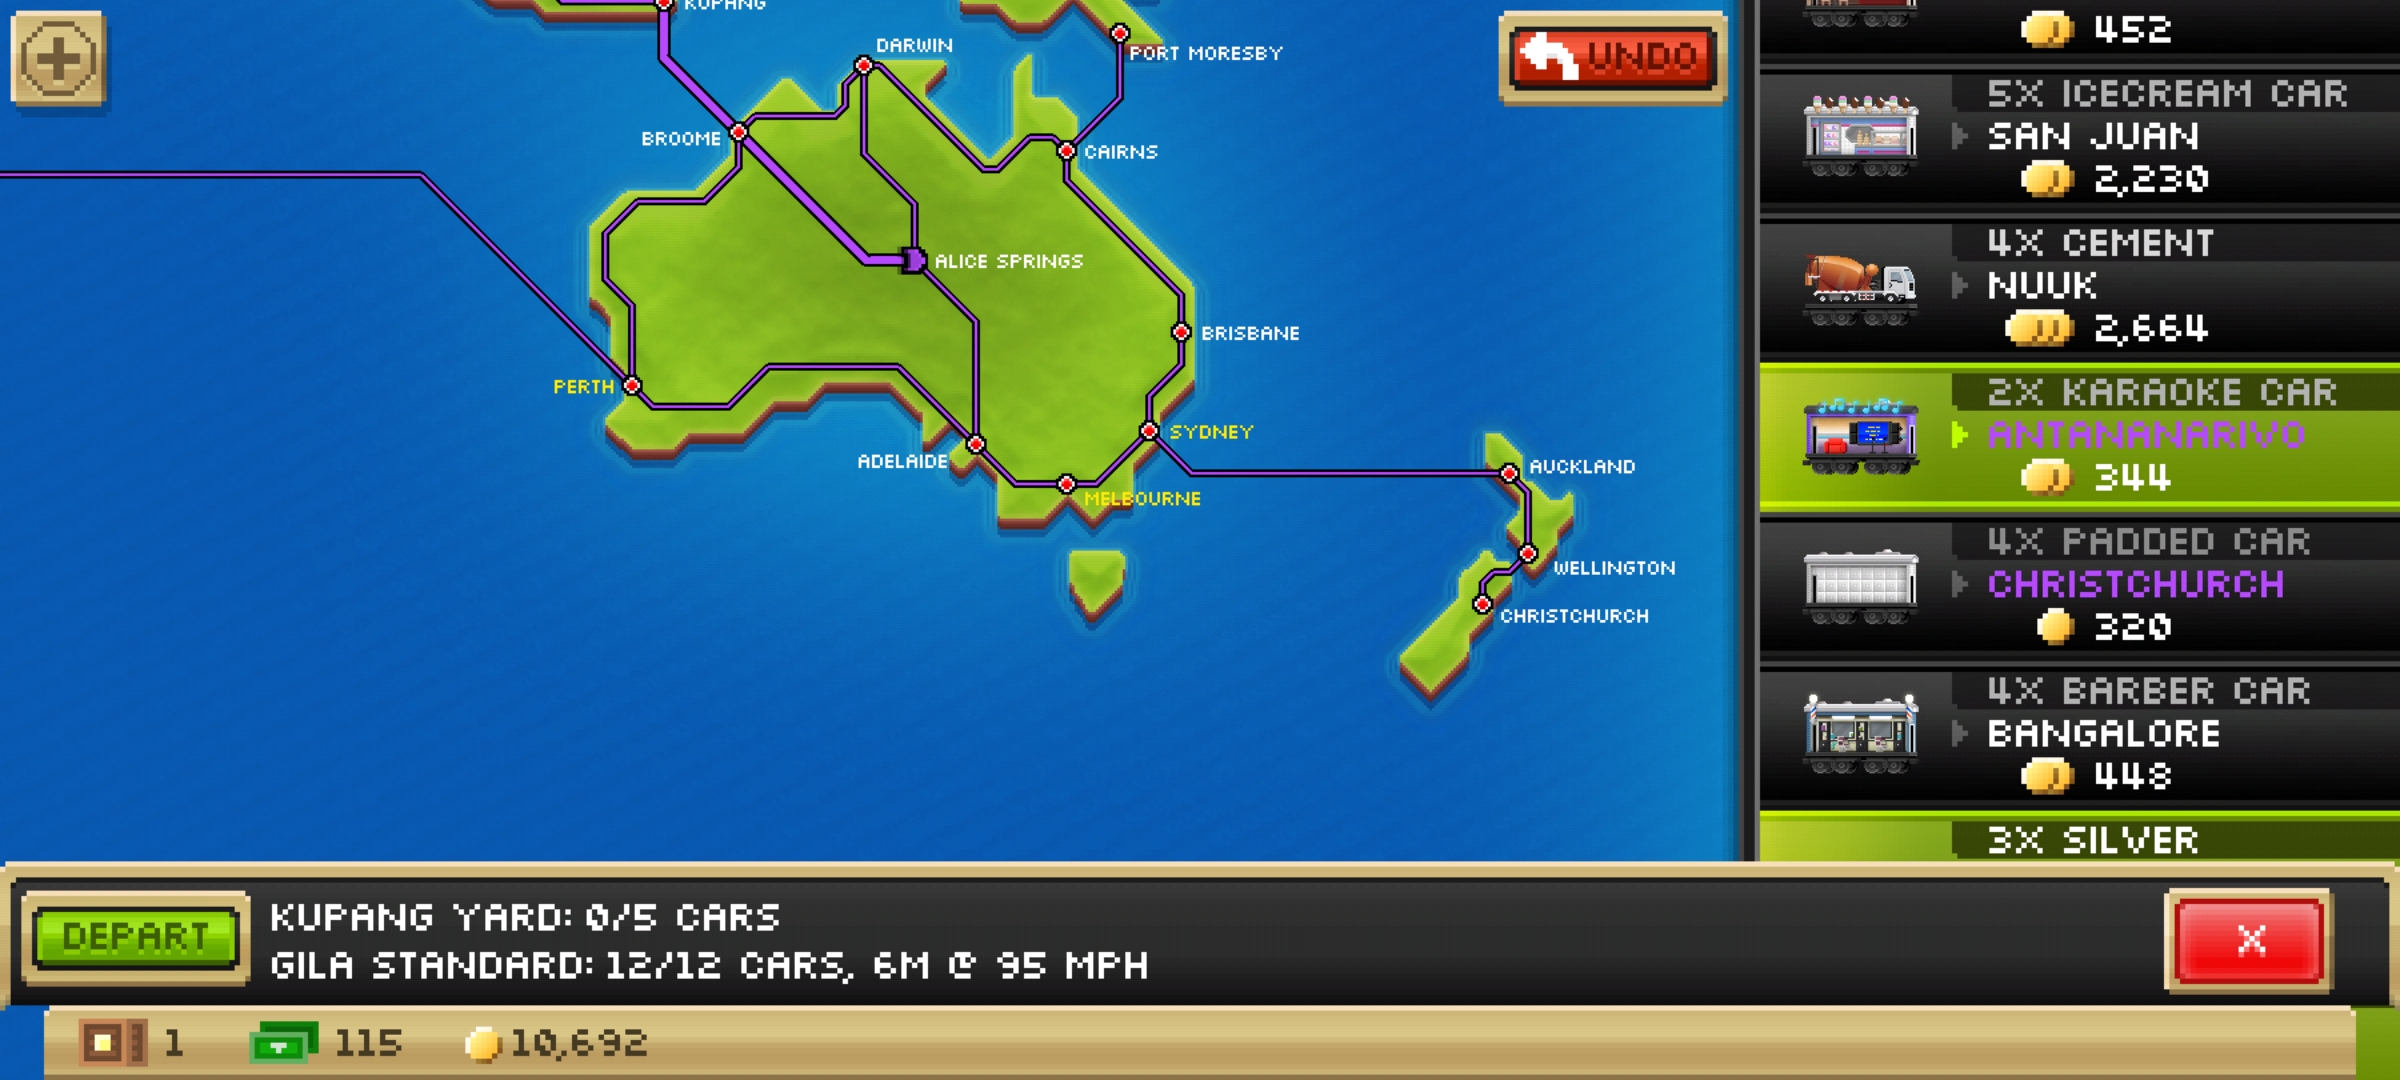 KUPANG
DARWIN
PORT MORESBY
BROOME
CAIRNS
ALICE SPRINGS
BRISBANE
PERTH
SYDNEY
ADELAIDE
MELBOURNE
AUCKLAND
WELLINGTON
CHRISTCHURCH
UNDO
452
5X ICECREAM CAR
SAN JUAN
2,230
4X CEMENT
NUUK
2,664
2X KARAOKE CAR
ANTANANARIVO
344
4X PADDED CAR
CHRISTCHURCH
320
4X BARBER CAR
BANGALORE
448
3X SILVER
DEPART
KUPANG YARD: 0/5 CARS
GILA STANDARD: 12/12 CARS, 6M @ 95 MPH
X
1
115
10,692